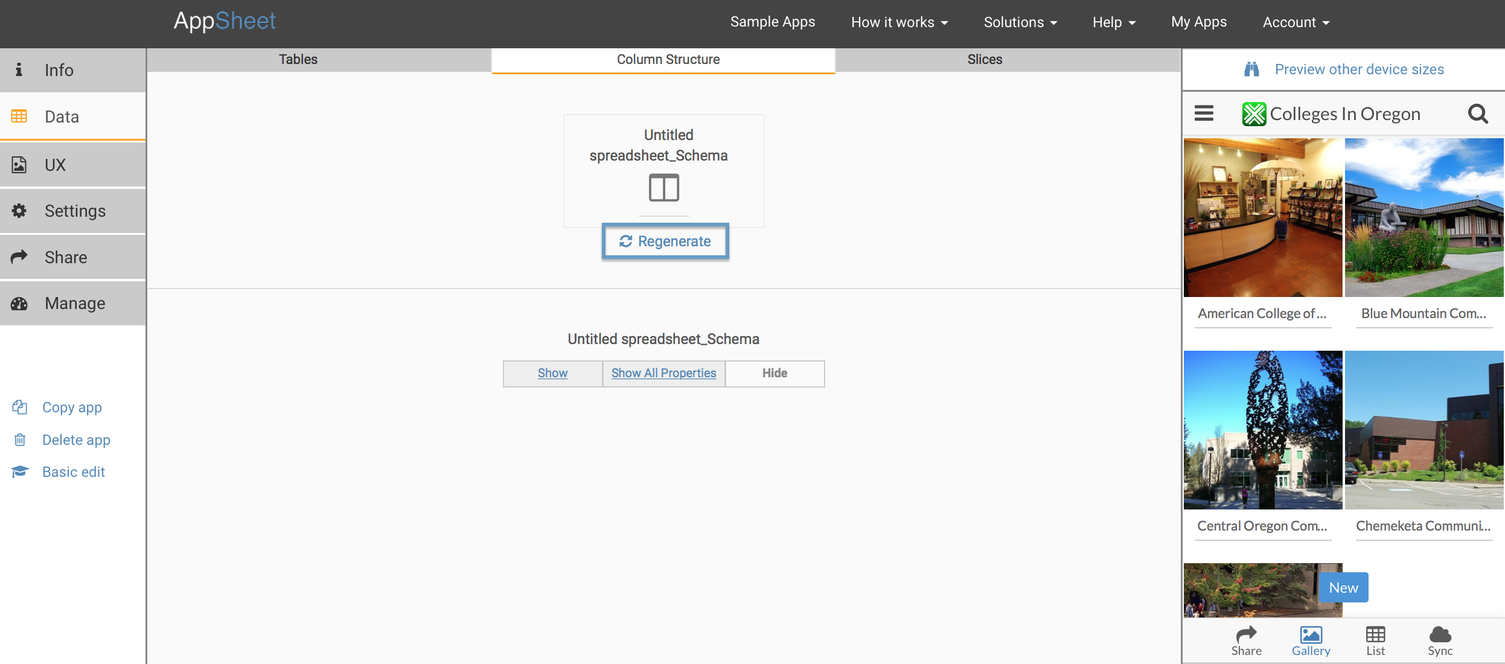 AppSheet
Sample Apps
How it works
Solutions
Help
My Apps
Account
Info
Data
UX
Settings
Share
Manage
Copy app
Delete app
Basic edit
Tables
Column Structure
Slices
Untitled
spreadsheet_Schema
Regenerate
Untitled spreadsheet_Schema
Show
Show All Properties
Hide
Preview other device sizes
Colleges In Oregon
American College of ...
Blue Mountain Com...
Central Oregon Com...
Chemeketa Communi...
New
Share
Gallery
List
Sync